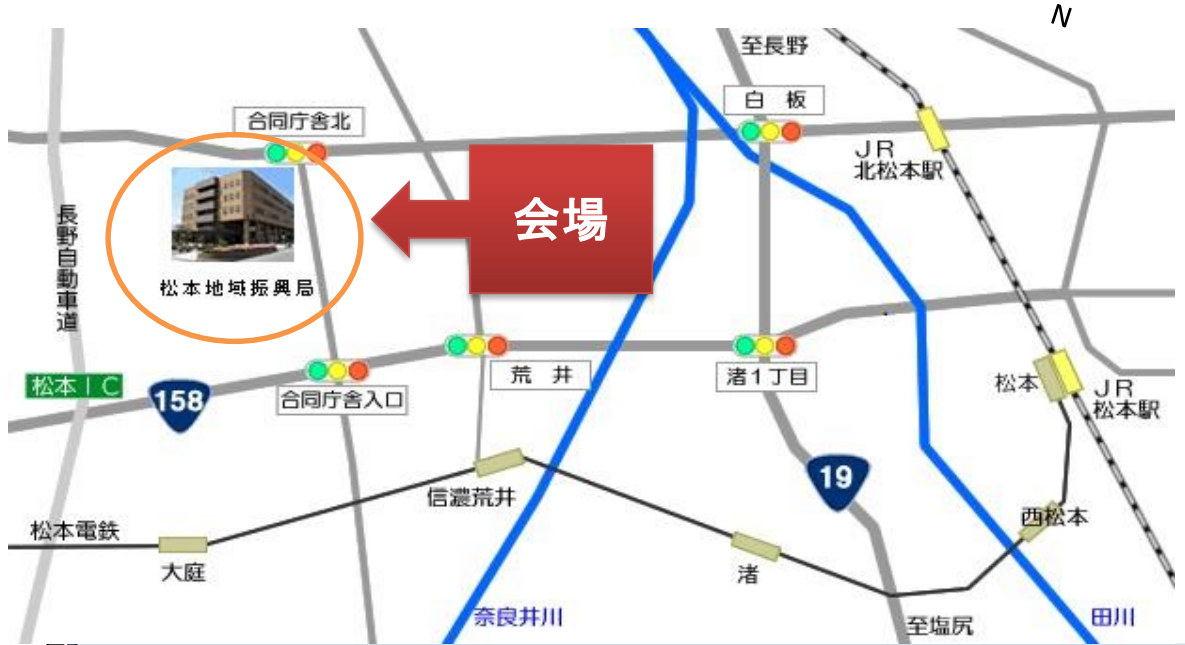 N
至長野
白 板
合同庁舎北
JR
北松本駅
会場
長野自動車道
松本地域振興局
松本IC
158
合同庁舎入口
荒 井
渚1丁目
松本
JR
松本駅
19
信濃荒井
西松本
松本電鉄
大庭
渚
奈良井川
至塩尻
田川